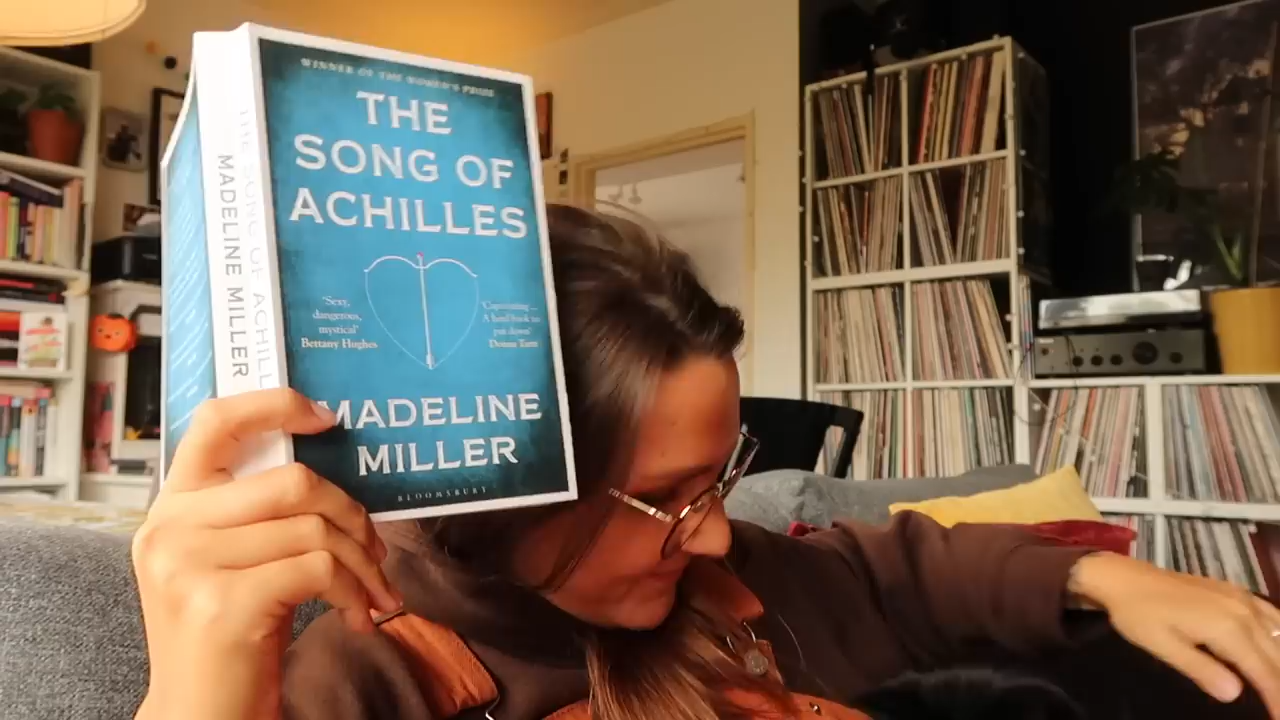 WINNER OF THE WOMEN'S PRIZE
THE
SONG OF
ACHILLES
'Sexy,
dangerous,
mystical'
Bettany Hughes
'Captivating...
A hard book to
put down'
Donna Tartt
MADELINE
MILLER
BLOOMSBURY
THE SONG OF ACHILL
MADELINE MILLER